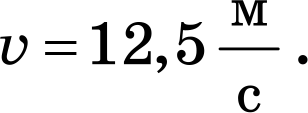 v = 12,5 м/с.